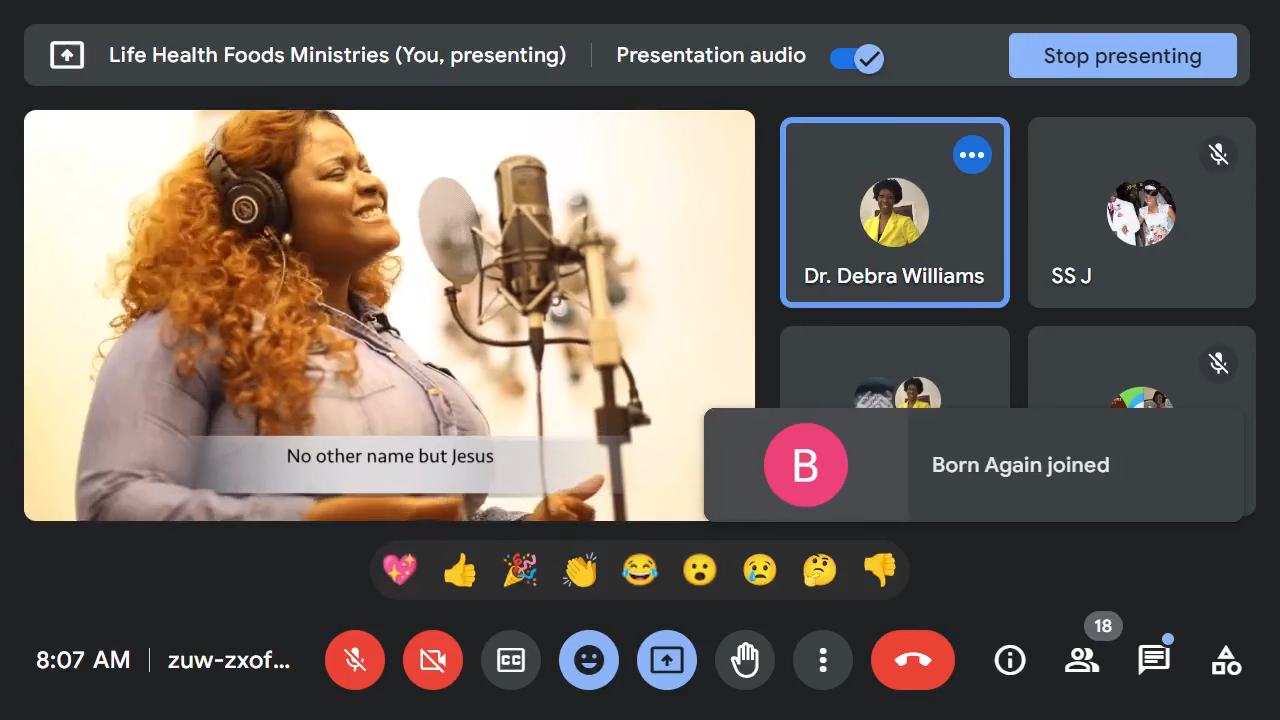 Life Health Foods Ministries (You, presenting)
Presentation audio
Stop presenting
Dr. Debra Williams
SS J
No other name but Jesus
B
Born Again joined
8:07 AM
zuw-zxof...
CC
18